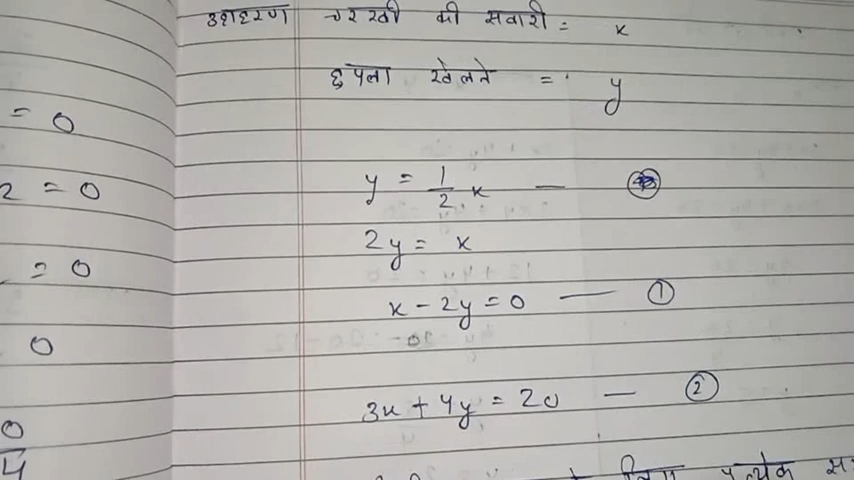 = 0
2 = 0
= 0
0
0
4
उदाहरण चरखी की सवारी = x
हुपला खेलने = y
y = 1/2 x —
2y = x
x - 2y = 0 — ①
3x + 4y = 20 — ②